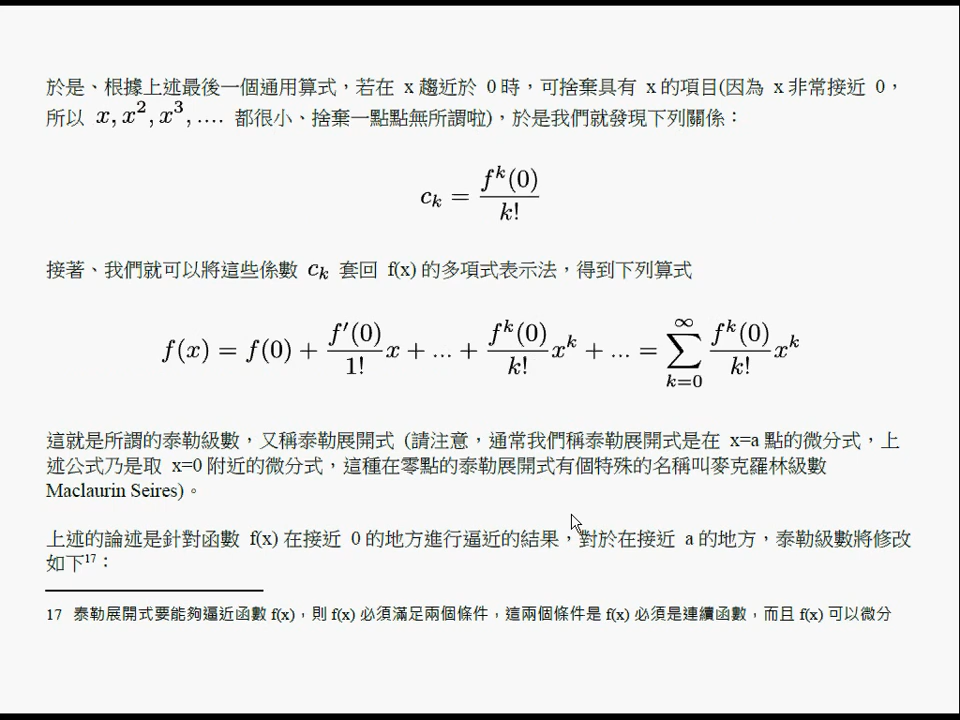 於是、根據上述最後一個通用算式，若在 x 趨近於 0 時，可捨棄具有 x 的項目(因為 x 非常接近 0，
所以 x, x², x³, .... 都很小、捨棄一點點無所謂啦)，於是我們就發現下列關係：
c_k = f^k(0) / k!
接著、我們就可以將這些係數 c_k 套回 f(x) 的多項式表示法，得到下列算式
f(x) = f(0) + f′(0)/1! x + ... + f^k(0)/k! x^k + ... = ∑_{k=0}^{∞} f^k(0)/k! x^k
這就是所謂的泰勒級數，又稱泰勒展開式 (請注意，通常我們稱泰勒展開式是在 x=a 點的微分式，上
述公式乃是取 x=0 附近的微分式，這種在零點的泰勒展開式有個特殊的名稱叫麥克羅林級數
Maclaurin Seires)。
上述的論述是針對函數 f(x) 在接近 0 的地方進行逼近的結果，對於在接近 a 的地方，泰勒級數將修改
如下¹⁷：
17 泰勒展開式要能夠逼近函數 f(x)，則 f(x) 必須滿足兩個條件，這兩個條件是 f(x) 必須是連續函數，而且 f(x) 可以微分